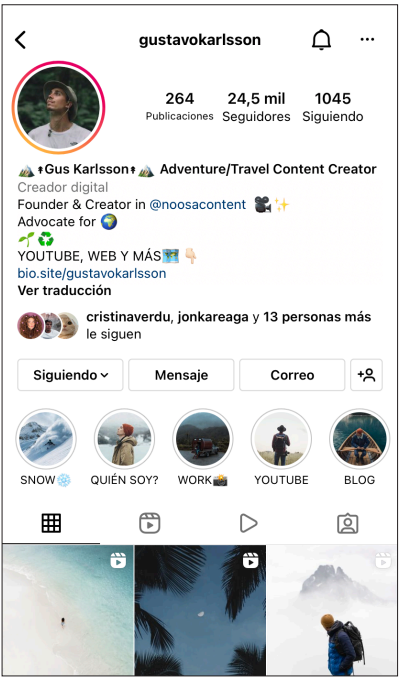 gustavokarlsson
264
24,5 mil
1045
Publicaciones
Seguidores
Siguiendo
Gus Karlsson Adventure/Travel Content Creator
Creador digital
Founder & Creator in @noosacontent
Advocate for
YOUTUBE, WEB Y MÁS
bio.site/gustavokarlsson
Ver traducción
cristinaverdu, jonkareaga y 13 personas más
le siguen
Siguiendo
Mensaje
Correo
SNOW
QUIÉN SOY?
WORK
YOUTUBE
BLOG